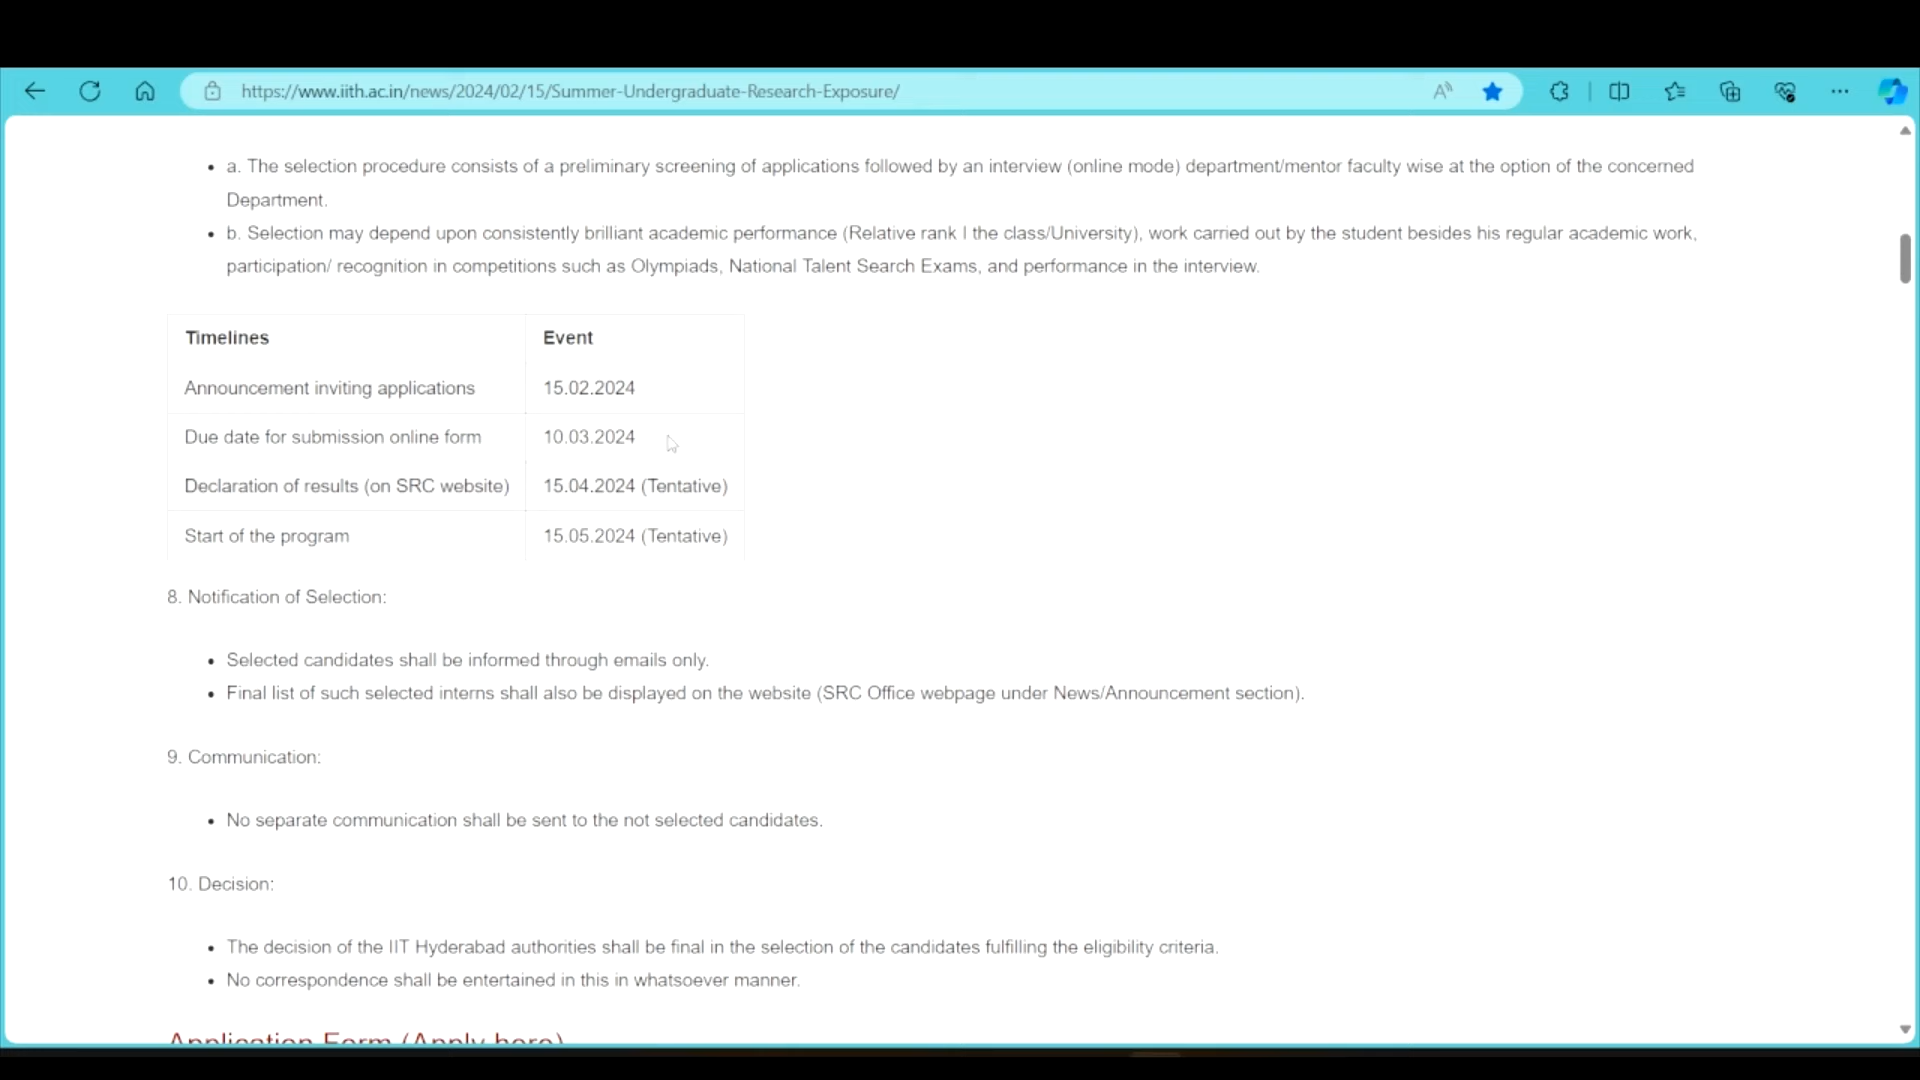 https://www.iith.ac.in/news/2024/02/15/Summer-Undergraduate-Research-Exposure/
a. The selection procedure consists of a preliminary screening of applications followed by an interview (online mode) department/mentor faculty wise at the option of the concerned
Department.
b. Selection may depend upon consistently brilliant academic performance (Relative rank I the class/University), work carried out by the student besides his regular academic work,
participation/ recognition in competitions such as Olympiads, National Talent Search Exams, and performance in the interview.
Timelines Event
Announcement inviting applications 15.02.2024
Due date for submission online form 10.03.2024
Declaration of results (on SRC website) 15.04.2024 (Tentative)
Start of the program 15.05.2024 (Tentative)
8. Notification of Selection:
Selected candidates shall be informed through emails only.
Final list of such selected interns shall also be displayed on the website (SRC Office webpage under News/Announcement section).
9. Communication:
No separate communication shall be sent to the not selected candidates.
10. Decision:
The decision of the IIT Hyderabad authorities shall be final in the selection of the candidates fulfilling the eligibility criteria.
No correspondence shall be entertained in this in whatsoever manner.
Application Form (Apply here)